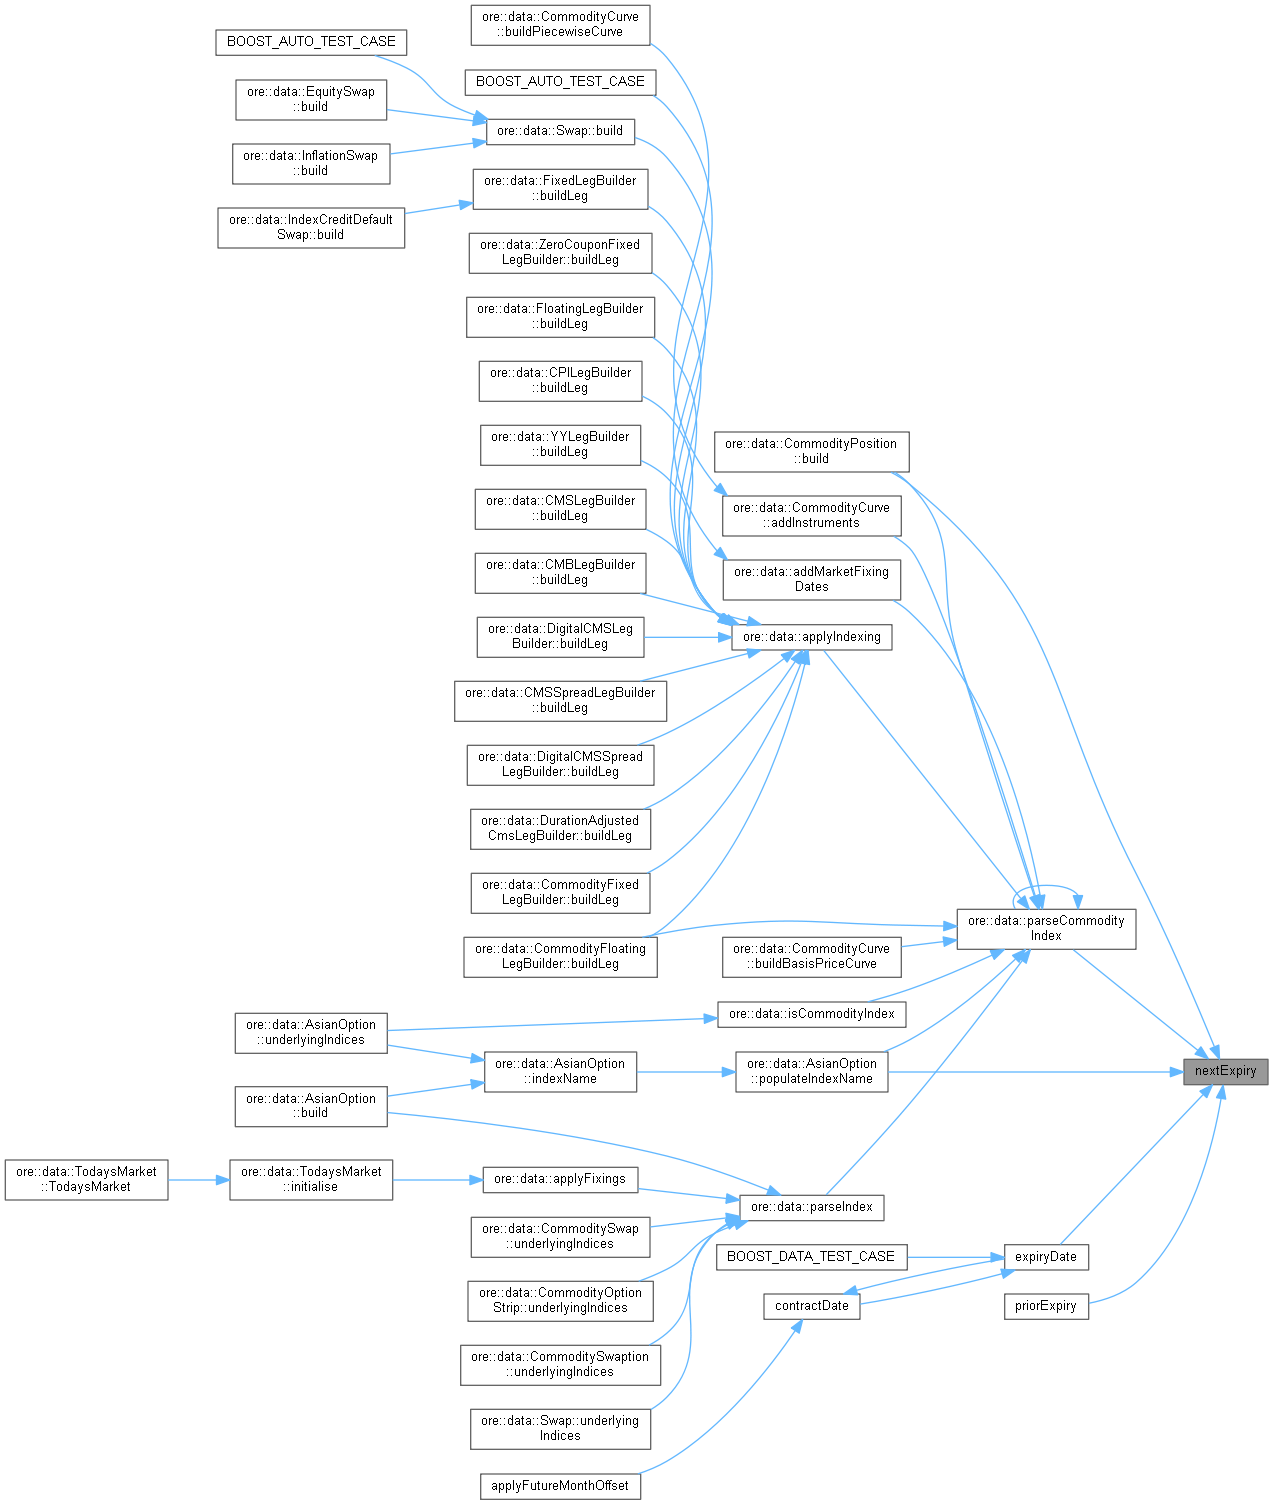 ore::data::CommodityCurve
::buildPiecewiseCurve
BOOST_AUTO_TEST_CASE
BOOST_AUTO_TEST_CASE
ore::data::EquitySwap
::build
ore::data::Swap::build
ore::data::InflationSwap
::build
ore::data::FixedLegBuilder
::buildLeg
ore::data::IndexCreditDefault
Swap::build
ore::data::ZeroCouponFixed
LegBuilder::buildLeg
ore::data::FloatingLegBuilder
::buildLeg
ore::data::CPILegBuilder
::buildLeg
ore::data::YYLegBuilder
::buildLeg
ore::data::CommodityPosition
::build
ore::data::CMSLegBuilder
::buildLeg
ore::data::CommodityCurve
::addInstruments
ore::data::CMBLegBuilder
::buildLeg
ore::data::addMarketFixing
Dates
ore::data::DigitalCMSLeg
Builder::buildLeg
ore::data::applyIndexing
ore::data::CMSSpreadLegBuilder
::buildLeg
ore::data::DigitalCMSSpread
LegBuilder::buildLeg
ore::data::DurationAdjusted
CmsLegBuilder::buildLeg
ore::data::CommodityFixed
LegBuilder::buildLeg
ore::data::parseCommodity
Index
ore::data::CommodityFloating
LegBuilder::buildLeg
ore::data::CommodityCurve
::buildBasisPriceCurve
ore::data::isCommodityIndex
ore::data::AsianOption
::underlyingIndices
ore::data::AsianOption
::indexName
ore::data::AsianOption
::populateIndexName
nextExpiry
ore::data::AsianOption
::build
ore::data::TodaysMarket
::TodaysMarket
ore::data::TodaysMarket
::initialise
ore::data::applyFixings
ore::data::parseIndex
ore::data::CommoditySwap
::underlyingIndices
BOOST_DATA_TEST_CASE
expiryDate
ore::data::CommodityOption
Strip::underlyingIndices
contractDate
priorExpiry
ore::data::CommoditySwaption
::underlyingIndices
ore::data::Swap::underlying
Indices
applyFutureMonthOffset